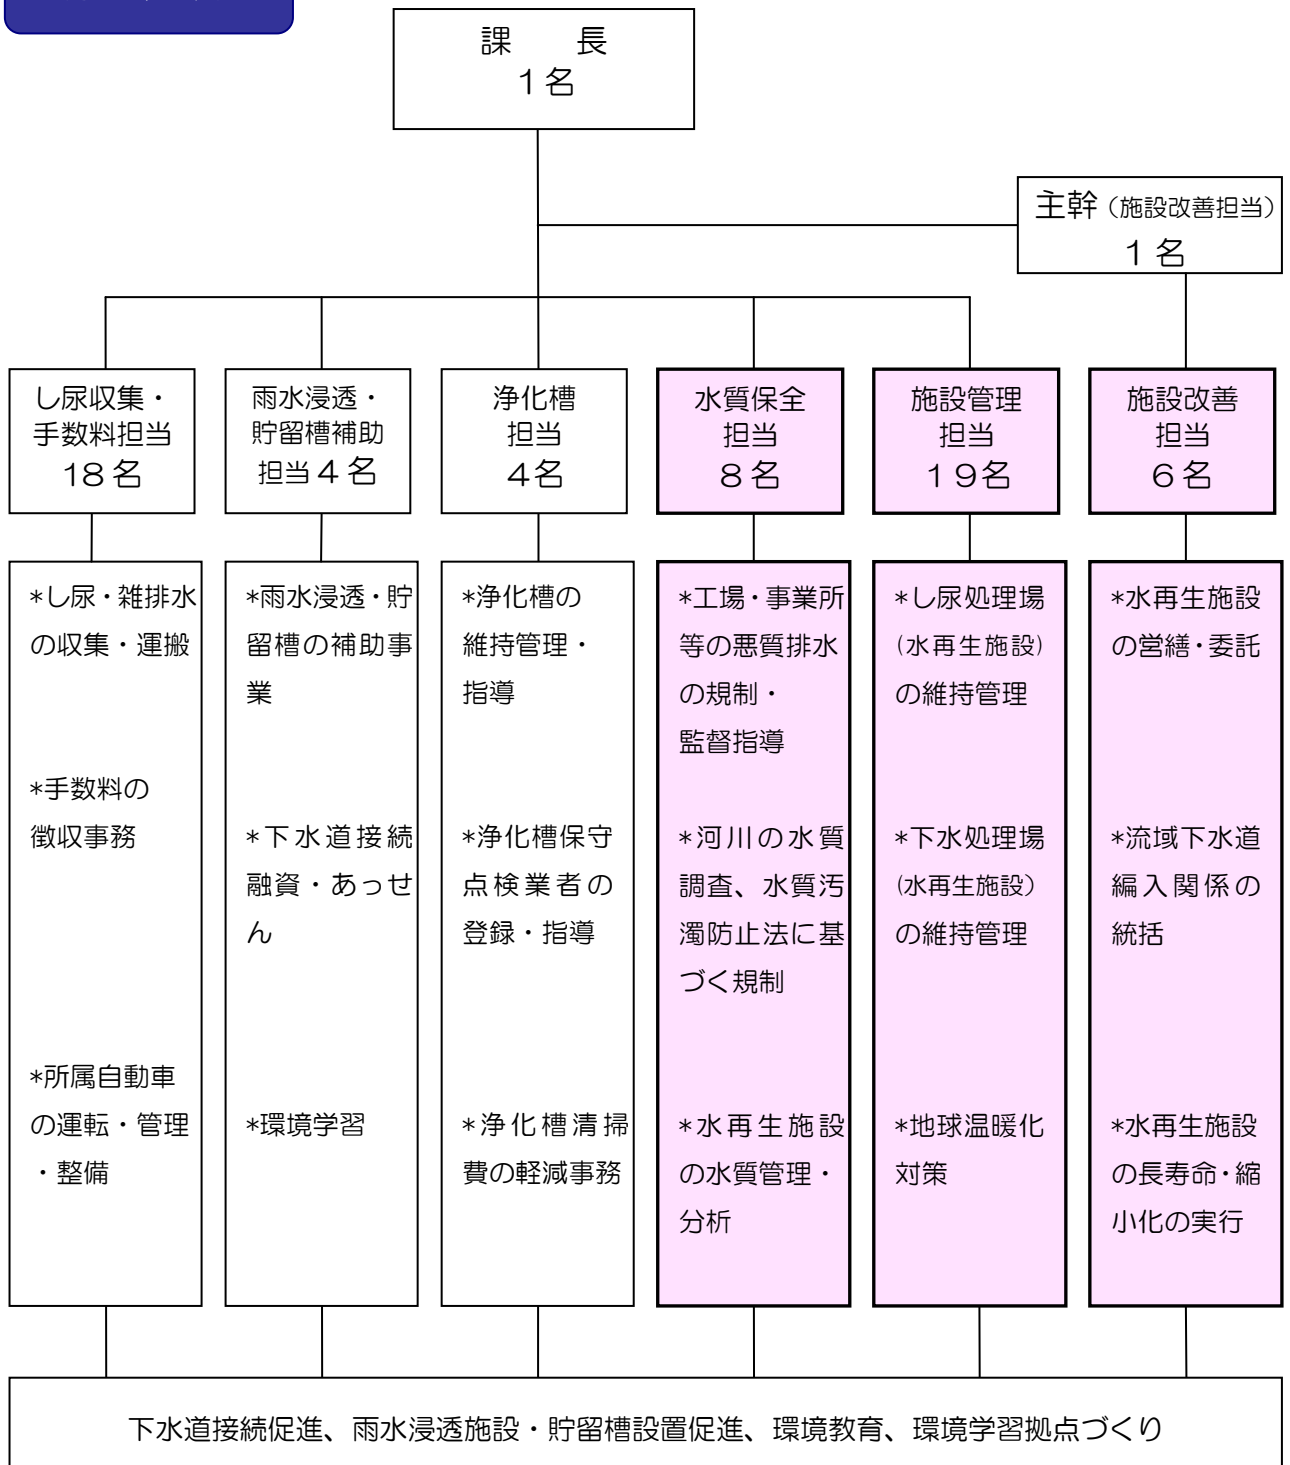 課　　長
１名
主幹（施設改善担当）
１名
し尿収集・
手数料担当
18名
雨水浸透・
貯留槽補助
担当４名
浄化槽
担当
4名
水質保全
担当
８名
施設管理
担当
１９名
施設改善
担当
６名
*し尿・雑排水
の収集・運搬
*手数料の
徴収事務
*所属自動車
の運転・管理
・整備
*雨水浸透・貯
留槽の補助事
業
*下水道接続
融資・あっせ
ん
*環境学習
*浄化槽の
維持管理・
指導
*浄化槽保守
点検業者の
登録・指導
*浄化槽清掃
費の軽減事務
*工場・事業所
等の悪質排水
の規制・
監督指導
*河川の水質
調査、水質汚
濁防止法に基
づく規制
*水再生施設
の水質管理・
分析
*し尿処理場
(水再生施設)
の維持管理
*下水処理場
(水再生施設)
の維持管理
*地球温暖化
対策
*水再生施設
の営繕・委託
*流域下水道
編入関係の
統括
*水再生施設
の長寿命・縮
小化の実行
下水道接続促進、雨水浸透施設・貯留槽設置促進、環境教育、環境学習拠点づくり